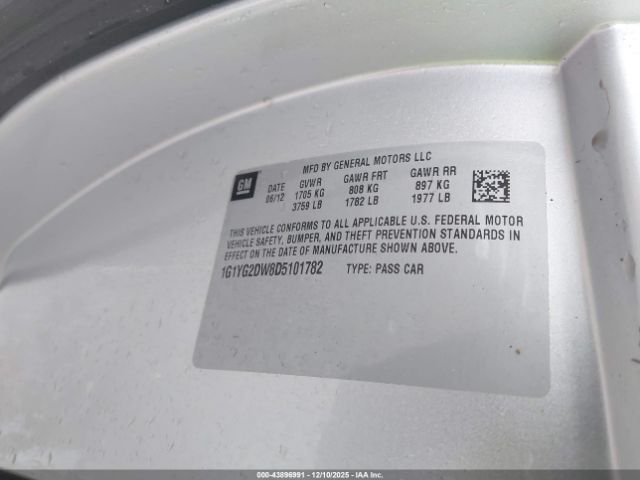 MFD BY GENERAL MOTORS LLC
GM DATE GVWR GAWR FRT GAWR RR
06/12 1705 KG 808 KG 897 KG
3759 LB 1782 LB 1977 LB
THIS VEHICLE CONFORMS TO ALL APPLICABLE U.S. FEDERAL MOTOR
VEHICLE SAFETY, BUMPER, AND THEFT PREVENTION STANDARDS IN
EFFECT ON THE DATE OF MANUFACTURE SHOWN ABOVE.
1G1YG2DW8D5101782 TYPE: PASS CAR
©OOO - 43896991 - 12/10/2025 - IAA Inc.